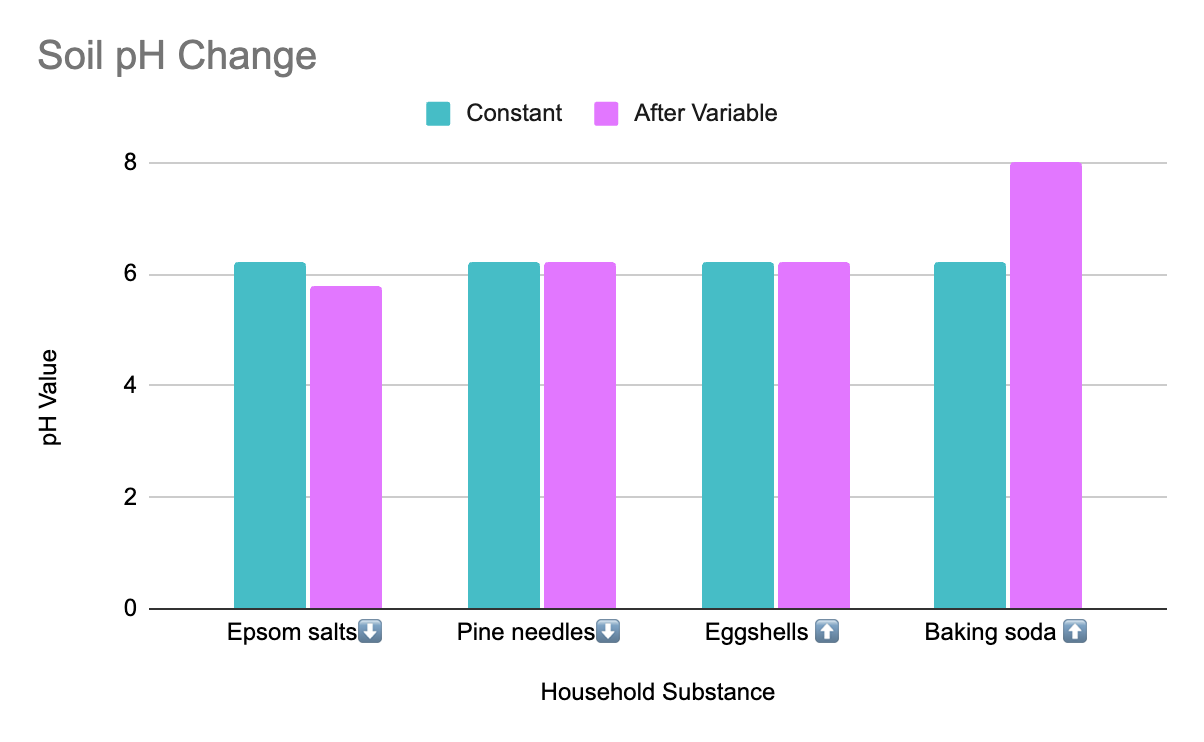 Soil pH Change
Constant After Variable
8
6
4
2
0
pH Value
Epsom salts⬇️ Pine needles⬇️ Eggshells ⬆️ Baking soda ⬆️
Household Substance